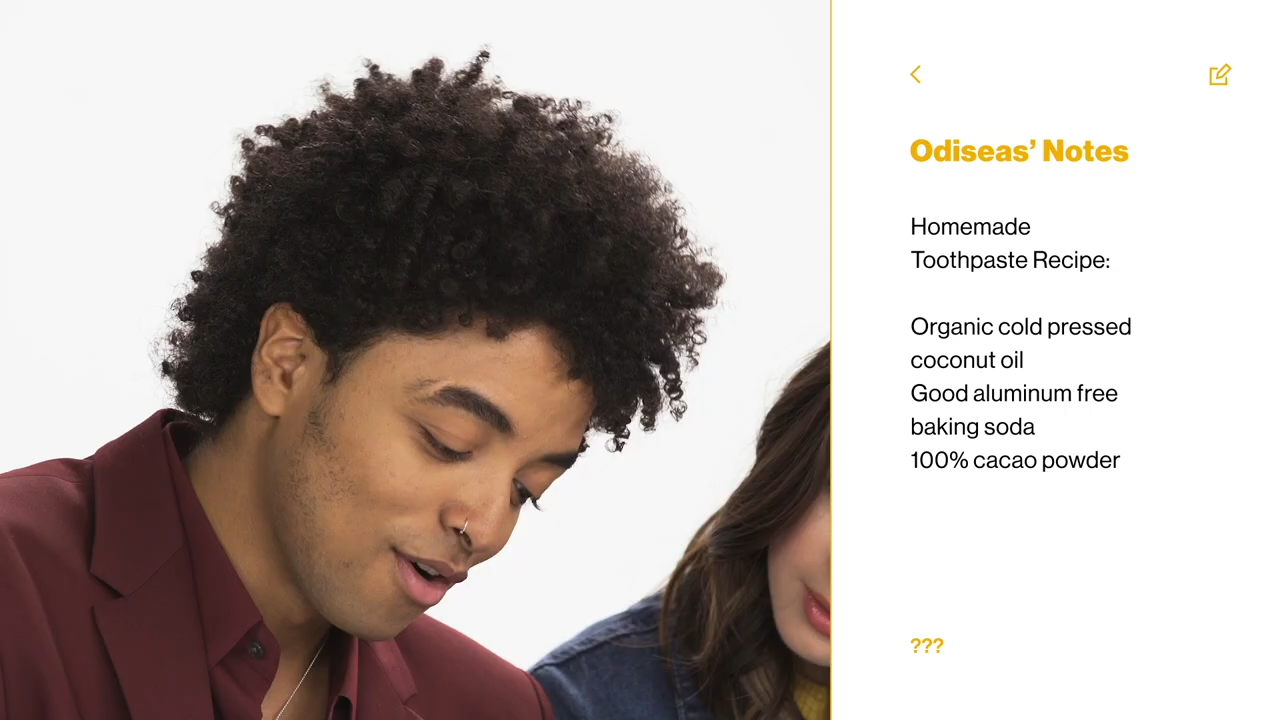 Odiseas’ Notes
Homemade
Toothpaste Recipe:
Organic cold pressed
coconut oil
Good aluminum free
baking soda
100% cacao powder
???